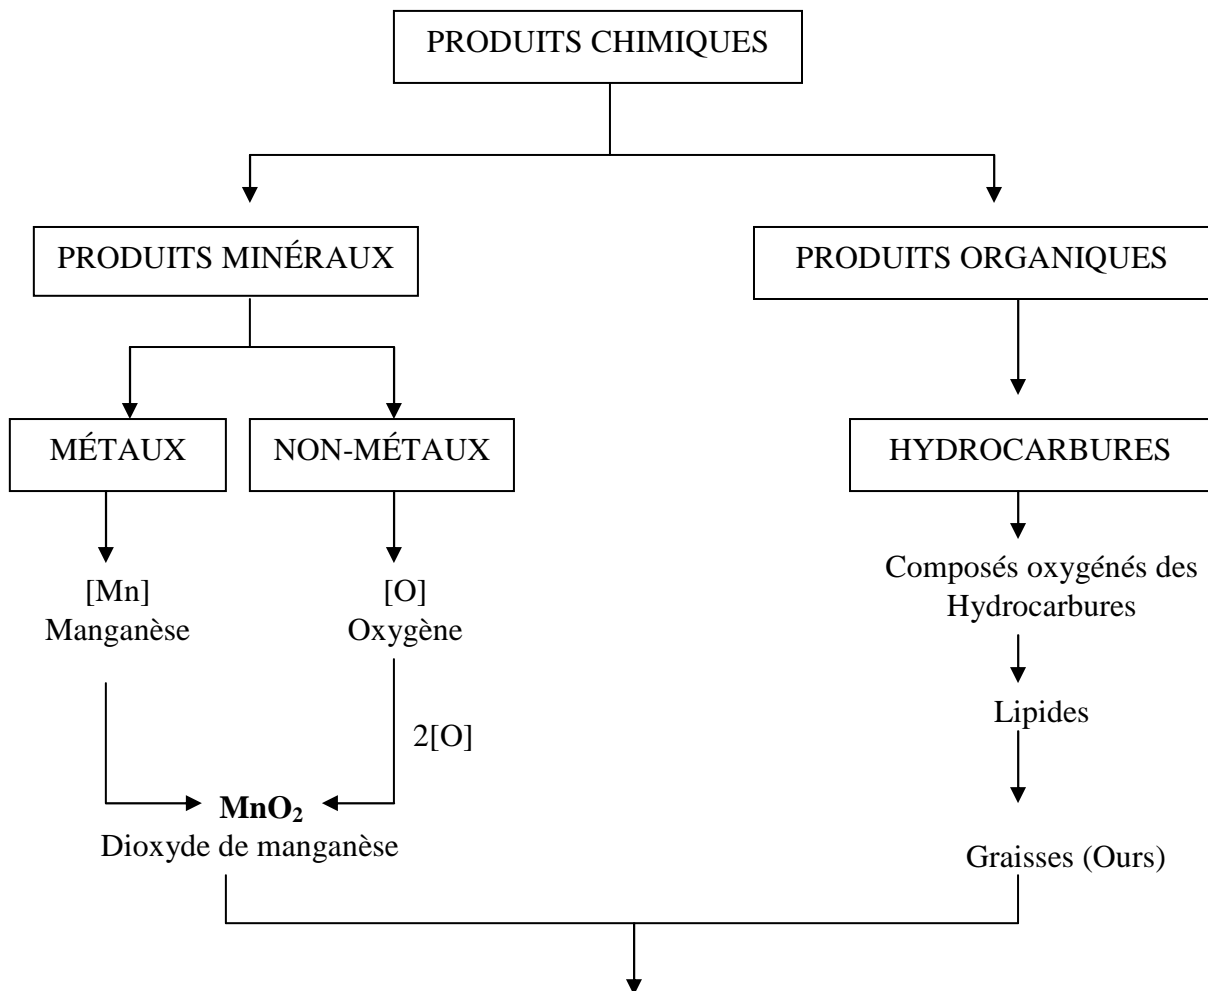 PRODUITS CHIMIQUES
PRODUITS MINÉRAUX
PRODUITS ORGANIQUES
MÉTAUX
NON-MÉTAUX
HYDROCARBURES
[Mn]
Manganèse
[O]
Oxygène
Composés oxygénés des
Hydrocarbures
2[O]
Lipides
MnO₂
Dioxyde de manganèse
Graisses (Ours)